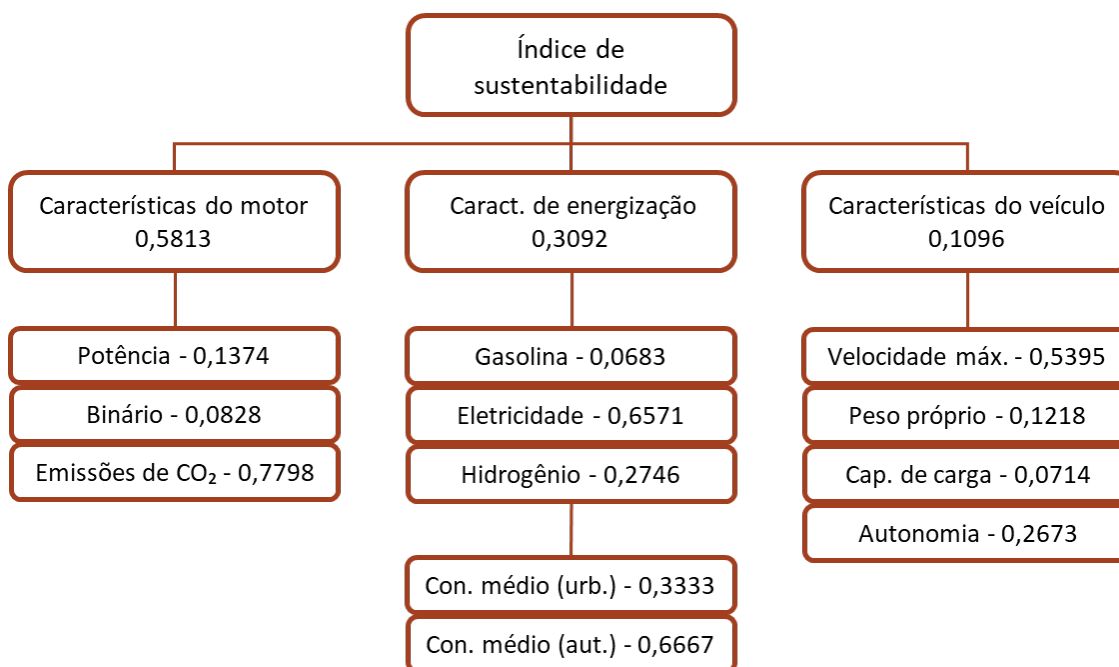 Índice de
sustentabilidade
Características do motor
0,5813
Caract. de energização
0,3092
Características do veículo
0,1096
Potência - 0,1374
Binário - 0,0828
Emissões de CO₂ - 0,7798
Gasolina - 0,0683
Eletricidade - 0,6571
Hidrogênio - 0,2746
Con. médio (urb.) - 0,3333
Con. médio (aut.) - 0,6667
Velocidade máx. - 0,5395
Peso próprio - 0,1218
Cap. de carga - 0,0714
Autonomia - 0,2673